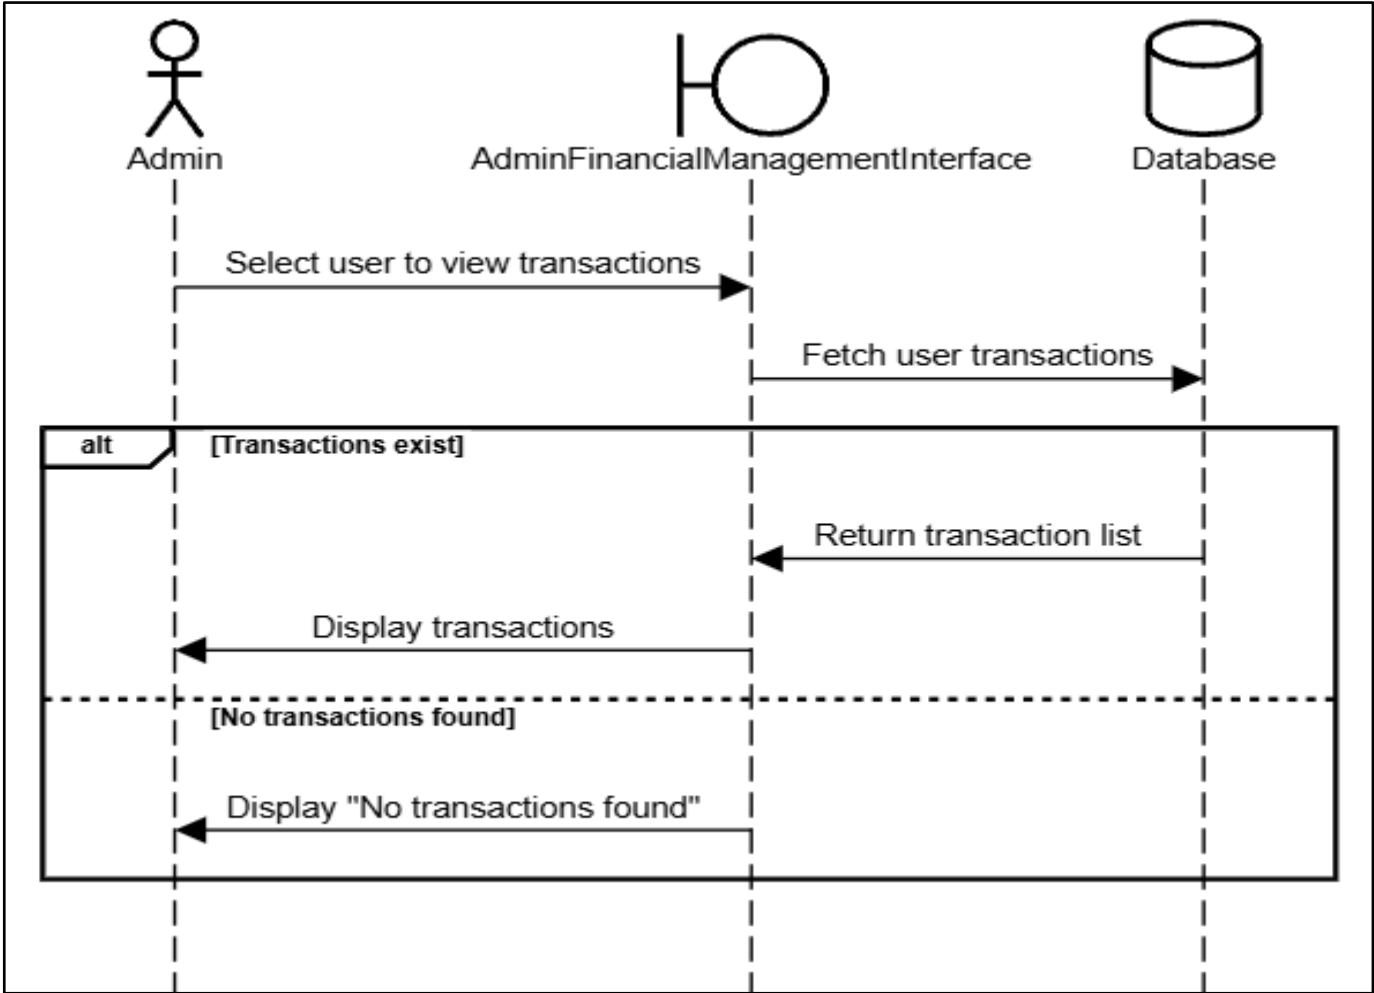 Admin
AdminFinancialManagementInterface
Database
Select user to view transactions
Fetch user transactions
alt
[Transactions exist]
Return transaction list
Display transactions
[No transactions found]
Display "No transactions found"